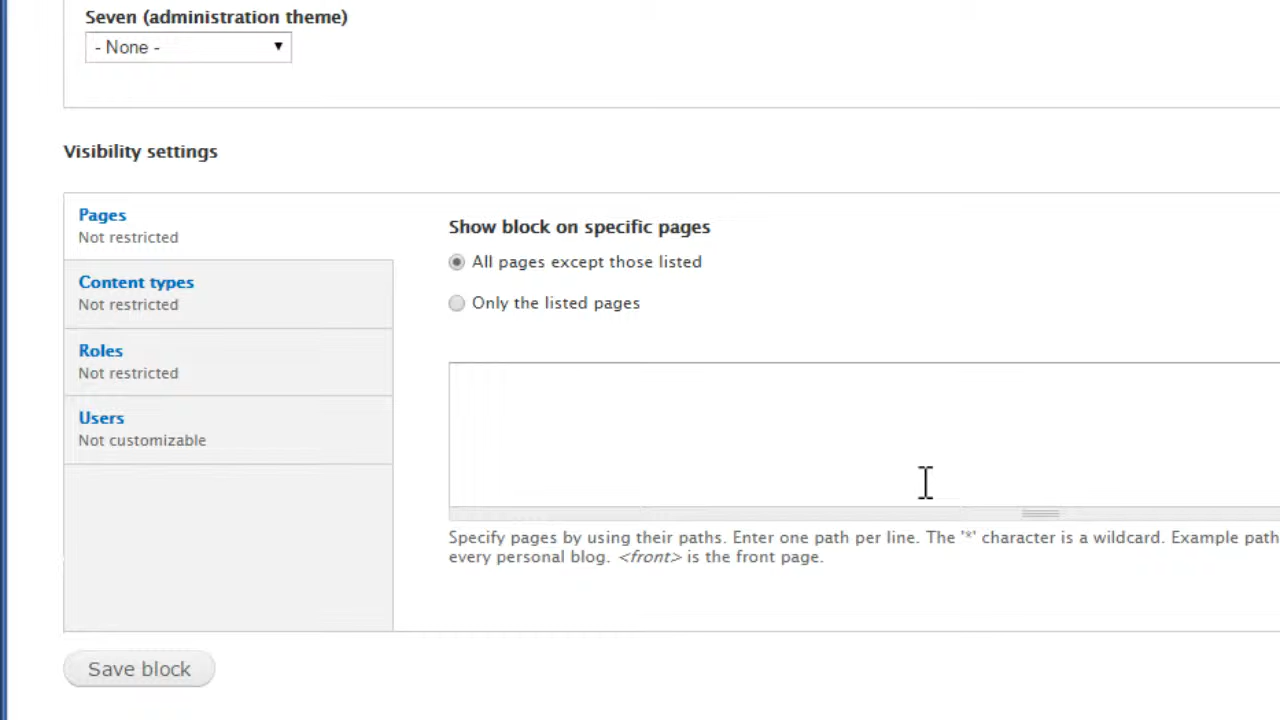 Seven (administration theme)
- None -
Visibility settings
Pages
Not restricted
Content types
Not restricted
Roles
Not restricted
Users
Not customizable
Show block on specific pages
All pages except those listed
Only the listed pages
Specify pages by using their paths. Enter one path per line. The '*' character is a wildcard. Example path
every personal blog. <front> is the front page.
Save block